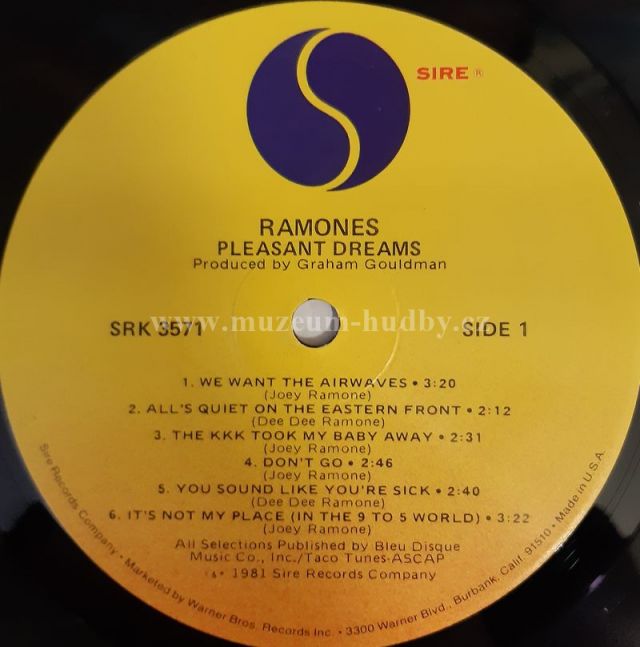 SIRE ®
RAMONES
PLEASANT DREAMS
Produced by Graham Gouldman
www.muzeum-hudby.cz
SRK 3571
SIDE 1
1. WE WANT THE AIRWAVES • 3:20
(Joey Ramone)
2. ALL'S QUIET ON THE EASTERN FRONT • 2:12
(Dee Dee Ramone)
3. THE KKK TOOK MY BABY AWAY • 2:31
(Joey Ramone)
4. DON'T GO • 2:46
(Joey Ramone)
5. YOU SOUND LIKE YOU'RE SICK • 2:40
(Dee Dee Ramone)
6. IT'S NOT MY PLACE (IN THE 9 TO 5 WORLD) • 3:22
(Joey Ramone)
All Selections Published by Bleu Disque
Music Co., Inc./Taco Tunes-ASCAP
1981 Sire Records Company
Sire Records Company • Marketed by Warner Bros. Records Inc. • 3300 Warner Blvd., Burbank, Calif. 91510 • Made in U.S.A.